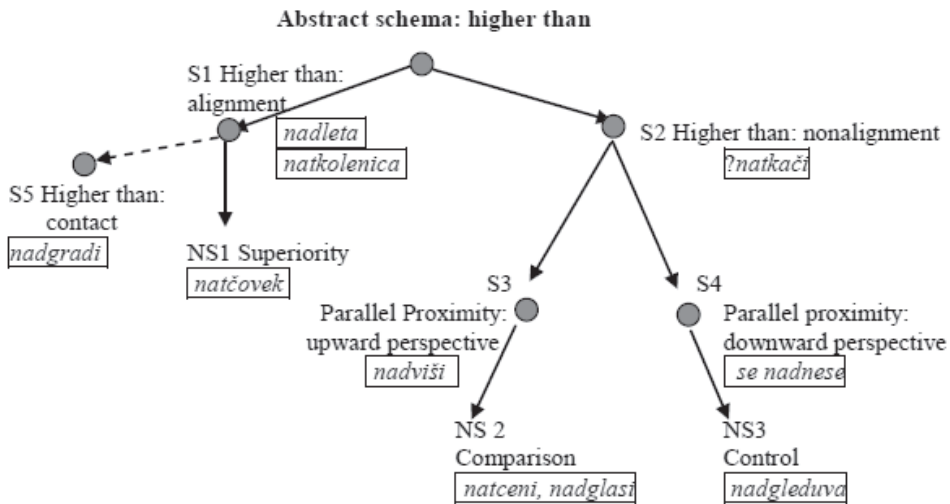 Abstract schema: higher than
S1 Higher than:
alignment
nadleta
natkolenica
S2 Higher than: nonalignment
?natkači
S5 Higher than:
contact
nadgradi
NS1 Superiority
natčovek
S3
Parallel Proximity:
upward perspective
nadviši
S4
Parallel proximity:
downward perspective
se nadnese
NS 2
Comparison
natceni, nadglasi
NS3
Control
nadgleduva